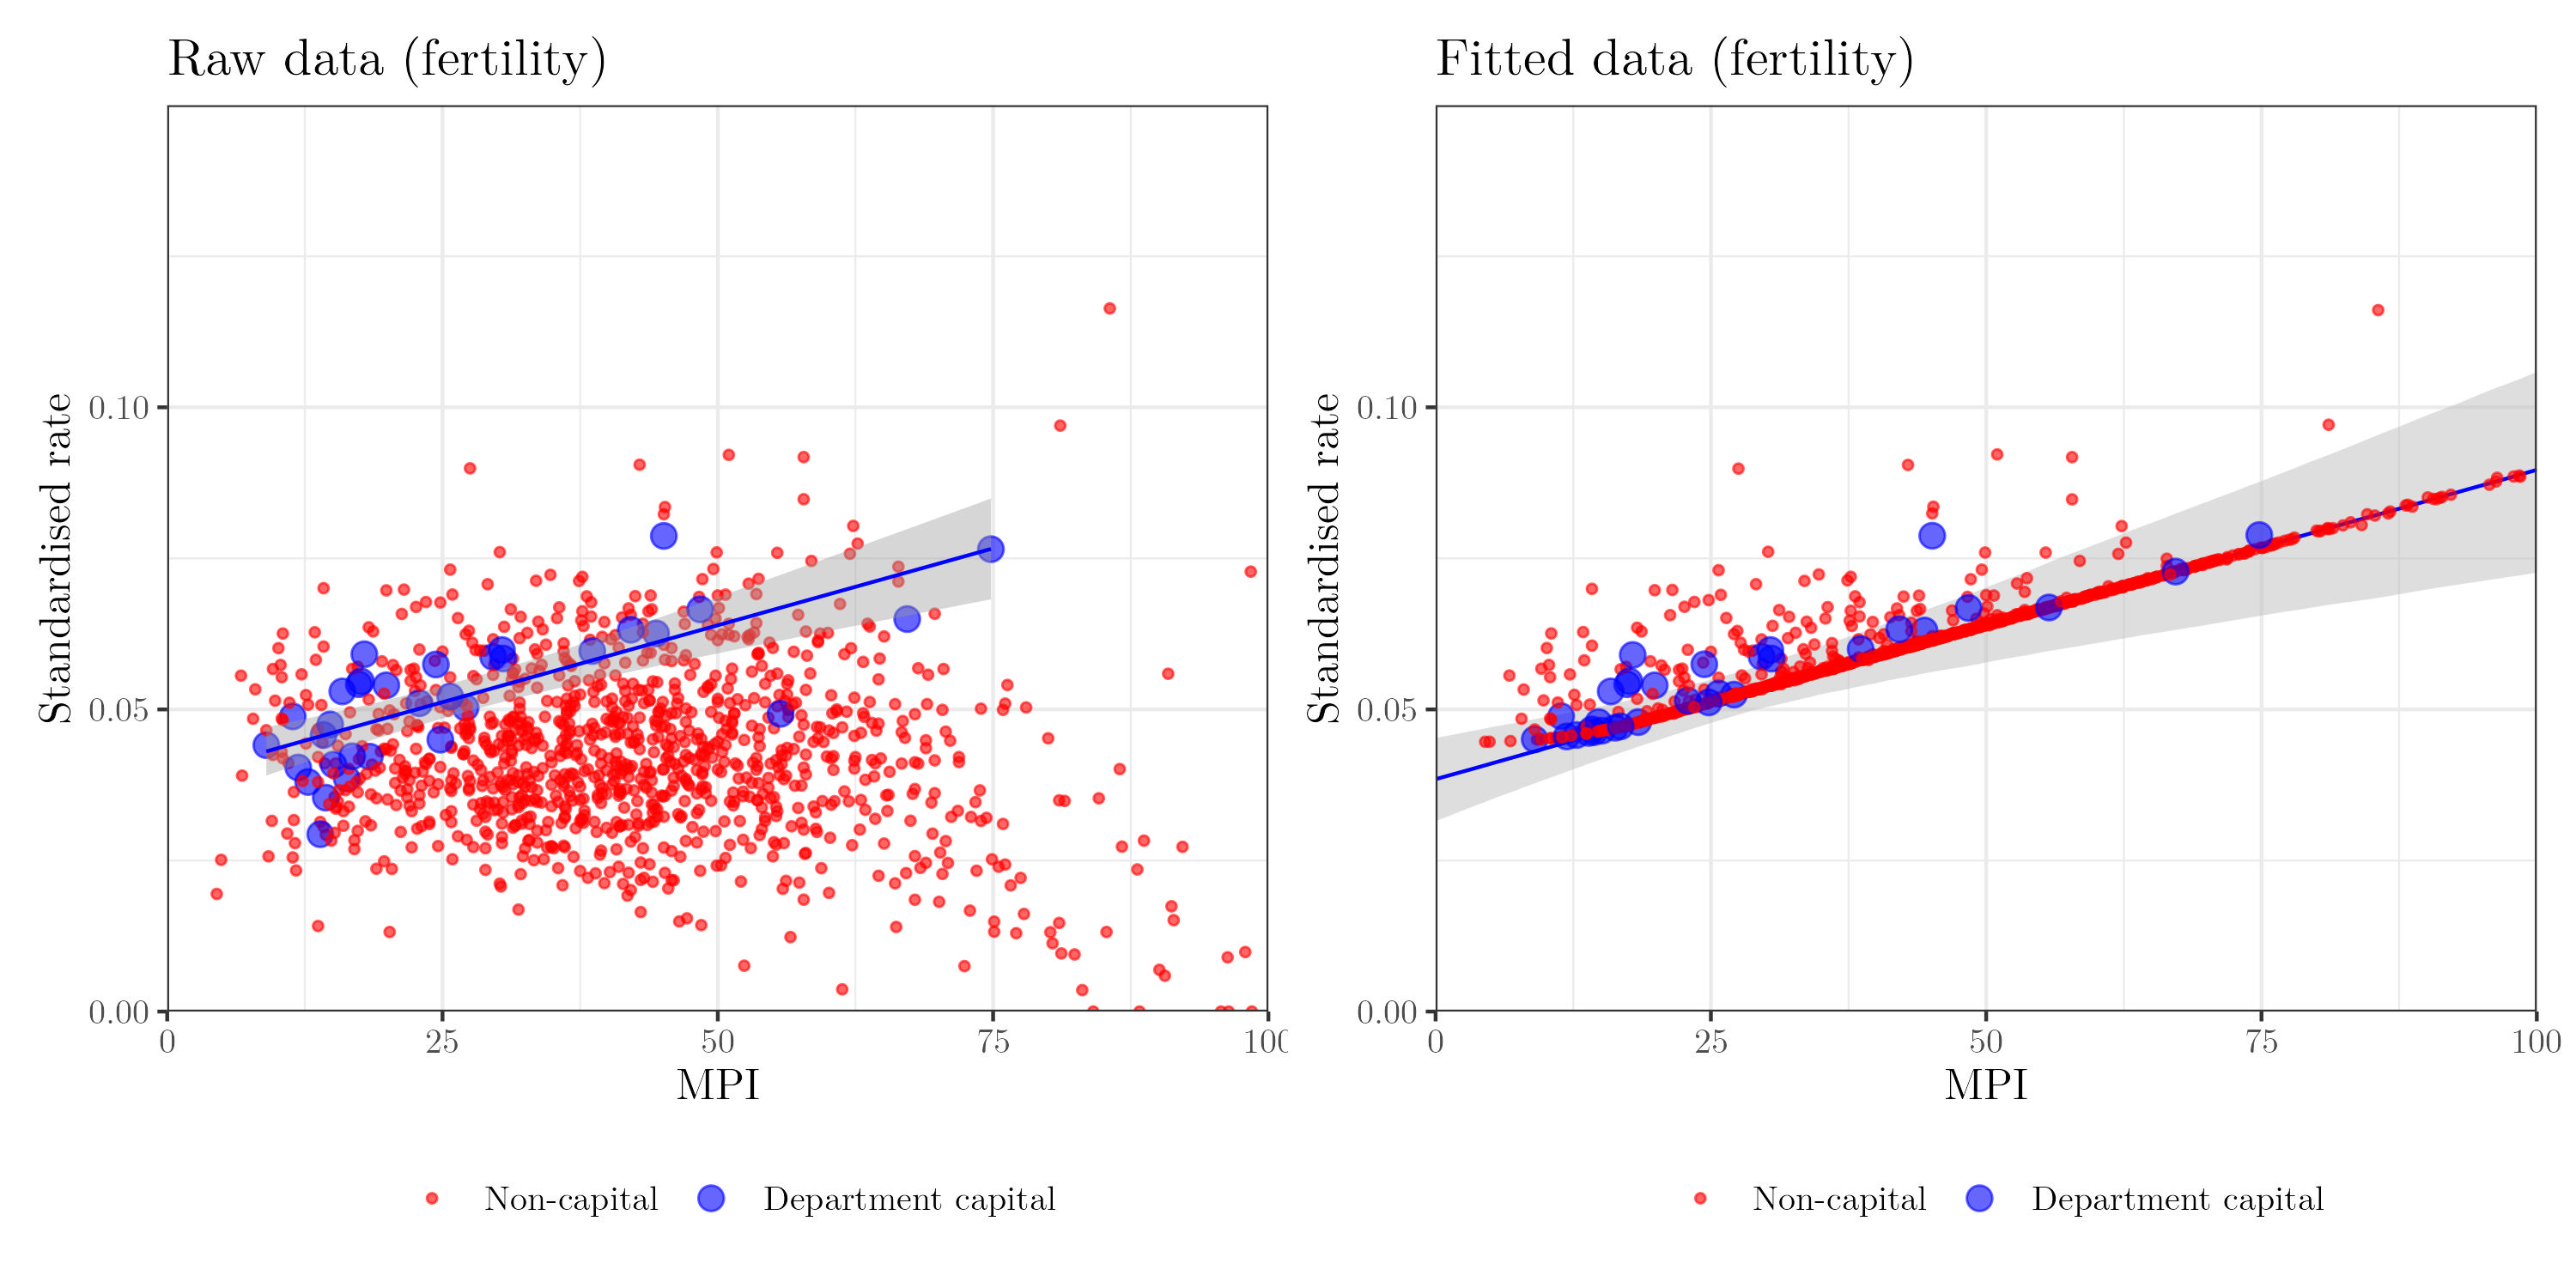 Raw data (fertility)
Standardised rate
0.10
0.05
0.00
0
25
50
75
100
MPI
Non-capital
Department capital
Fitted data (fertility)
Standardised rate
0.10
0.05
0.00
0
25
50
75
100
MPI
Non-capital
Department capital